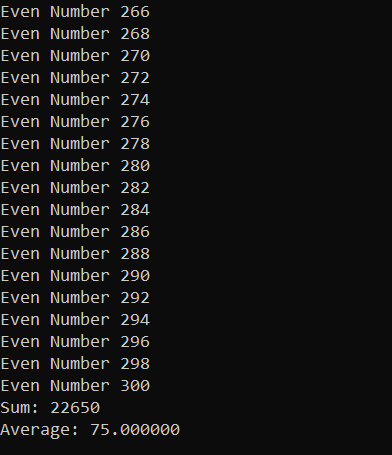 Even Number 266
Even Number 268
Even Number 270
Even Number 272
Even Number 274
Even Number 276
Even Number 278
Even Number 280
Even Number 282
Even Number 284
Even Number 286
Even Number 288
Even Number 290
Even Number 292
Even Number 294
Even Number 296
Even Number 298
Even Number 300
Sum: 22650
Average: 75.000000